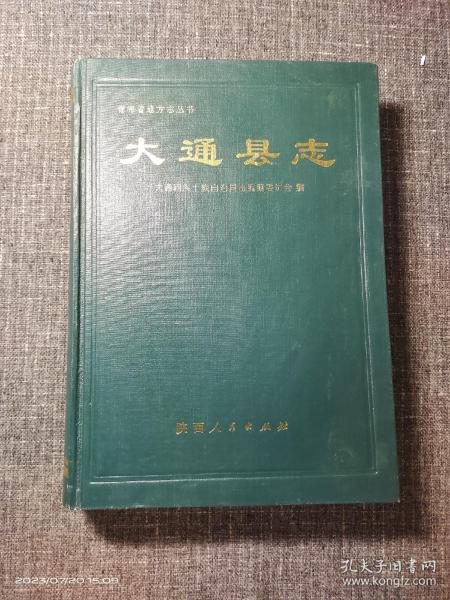 青海省地方志丛书
大通县志
大通回族土族自治县志编纂委员会 编
陕西人民出版社
2023/07/20 15:09
孔夫子旧书网
www.kongfz.com